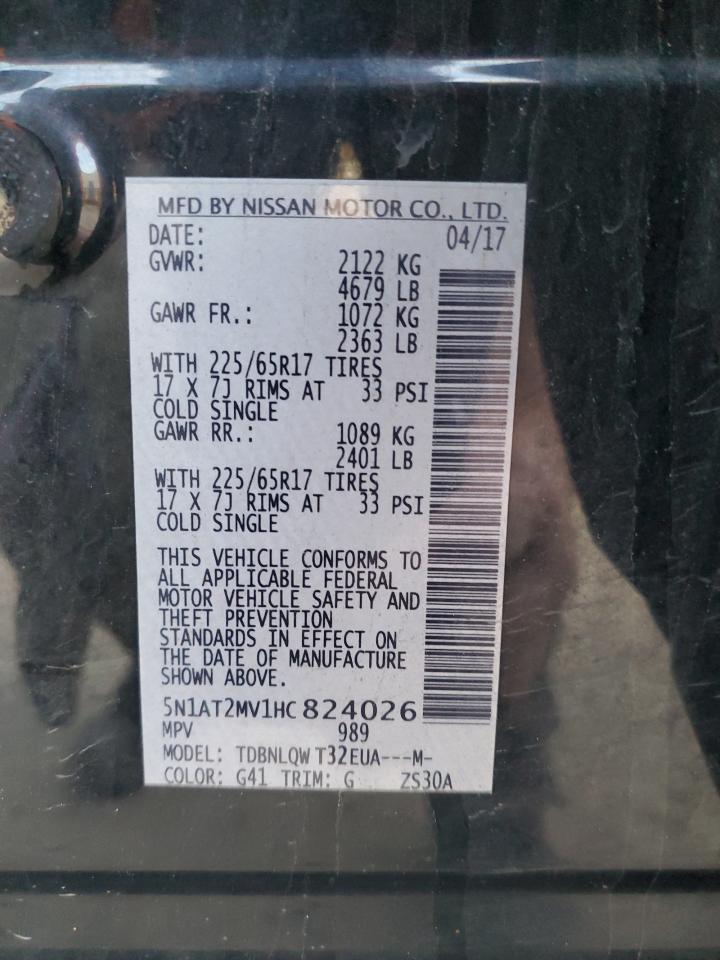 MFD BY NISSAN MOTOR CO., LTD.
DATE: 04/17
GVWR: 2122 KG
4679 LB
GAWR FR.: 1072 KG
2363 LB
WITH 225/65R17 TIRES
17 X 7J RIMS AT 33 PSI
COLD SINGLE
GAWR RR.: 1089 KG
2401 LB
WITH 225/65R17 TIRES
17 X 7J RIMS AT 33 PSI
COLD SINGLE
THIS VEHICLE CONFORMS TO
ALL APPLICABLE FEDERAL
MOTOR VEHICLE SAFETY AND
THEFT PREVENTION
STANDARDS IN EFFECT ON
THE DATE OF MANUFACTURE
SHOWN ABOVE.
5N1AT2MV1HC824026
MPV 989
MODEL: TDBNLQW T32EUA---M-
COLOR: G41 TRIM: G ZS30A